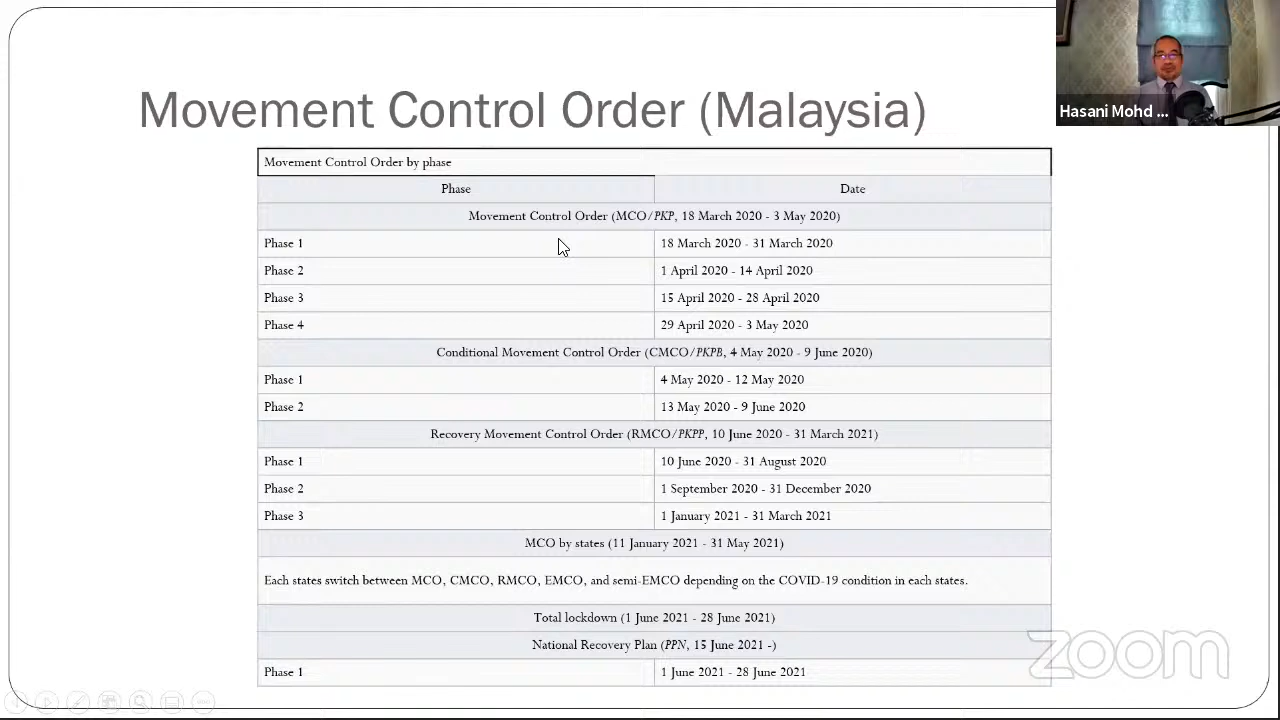 Movement Control Order (Malaysia)
Hasani Mohd ...
Movement Control Order by phase
Phase Date
Movement Control Order (MCO/PKP, 18 March 2020 - 3 May 2020)
Phase 1 18 March 2020 - 31 March 2020
Phase 2 1 April 2020 - 14 April 2020
Phase 3 15 April 2020 - 28 April 2020
Phase 4 29 April 2020 - 3 May 2020
Conditional Movement Control Order (CMCO/PKPB, 4 May 2020 - 9 June 2020)
Phase 1 4 May 2020 - 12 May 2020
Phase 2 13 May 2020 - 9 June 2020
Recovery Movement Control Order (RMCO/PKPP, 10 June 2020 - 31 March 2021)
Phase 1 10 June 2020 - 31 August 2020
Phase 2 1 September 2020 - 31 December 2020
Phase 3 1 January 2021 - 31 March 2021
MCO by states (11 January 2021 - 31 May 2021)
Each states switch between MCO, CMCO, RMCO, EMCO, and semi-EMCO depending on the COVID-19 condition in each states.
Total lockdown (1 June 2021 - 28 June 2021)
National Recovery Plan (PPN, 15 June 2021 -)
Phase 1 1 June 2021 - 28 June 2021
zoom